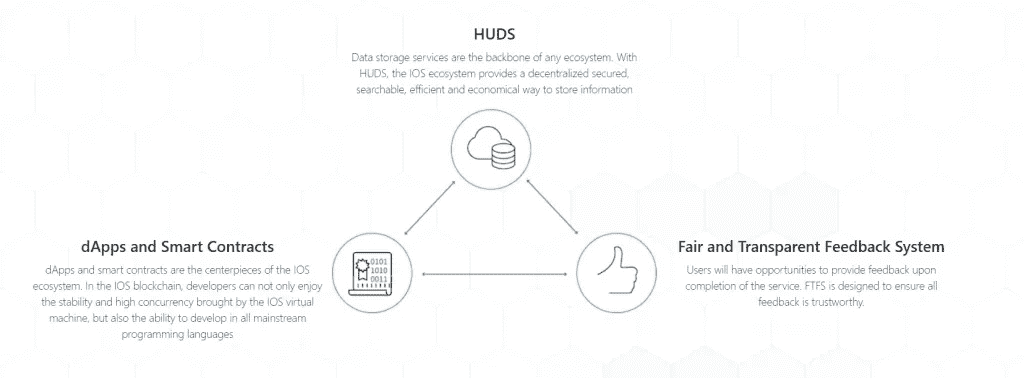 HUDS
Data storage services are the backbone of any ecosystem. With
HUDS, the IOS ecosystem provides a decentralized secured,
searchable, efficient and economical way to store information
dApps and Smart Contracts
dApps and smart contracts are the centerpieces of the IOS
ecosystem. In the IOS blockchain, developers can not only enjoy
the stability and high concurrency brought by the IOS virtual
machine, but also the ability to develop in all mainstream
programming languages
0101
1010
0011
Fair and Transparent Feedback System
Users will have opportunities to provide feedback upon
completion of the service. FTFS is designed to ensure all
feedback is trustworthy.